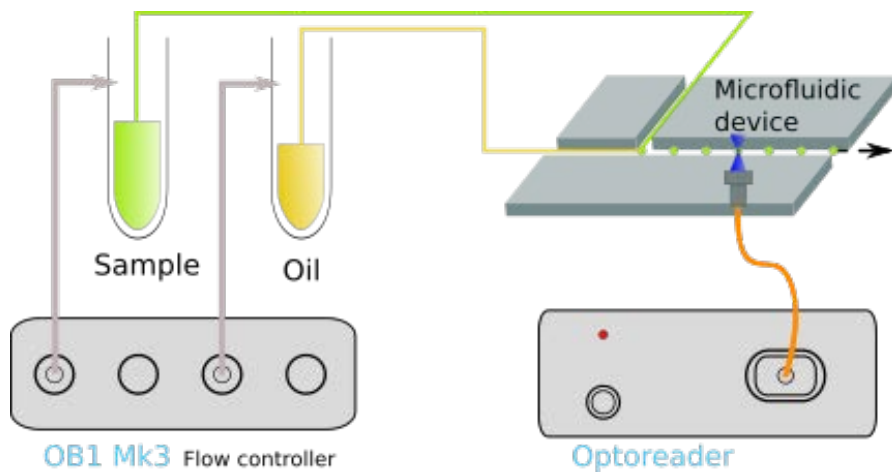 Microfluidic
device
Sample
Oil
OB1 Mk3 Flow controller
Optoreader